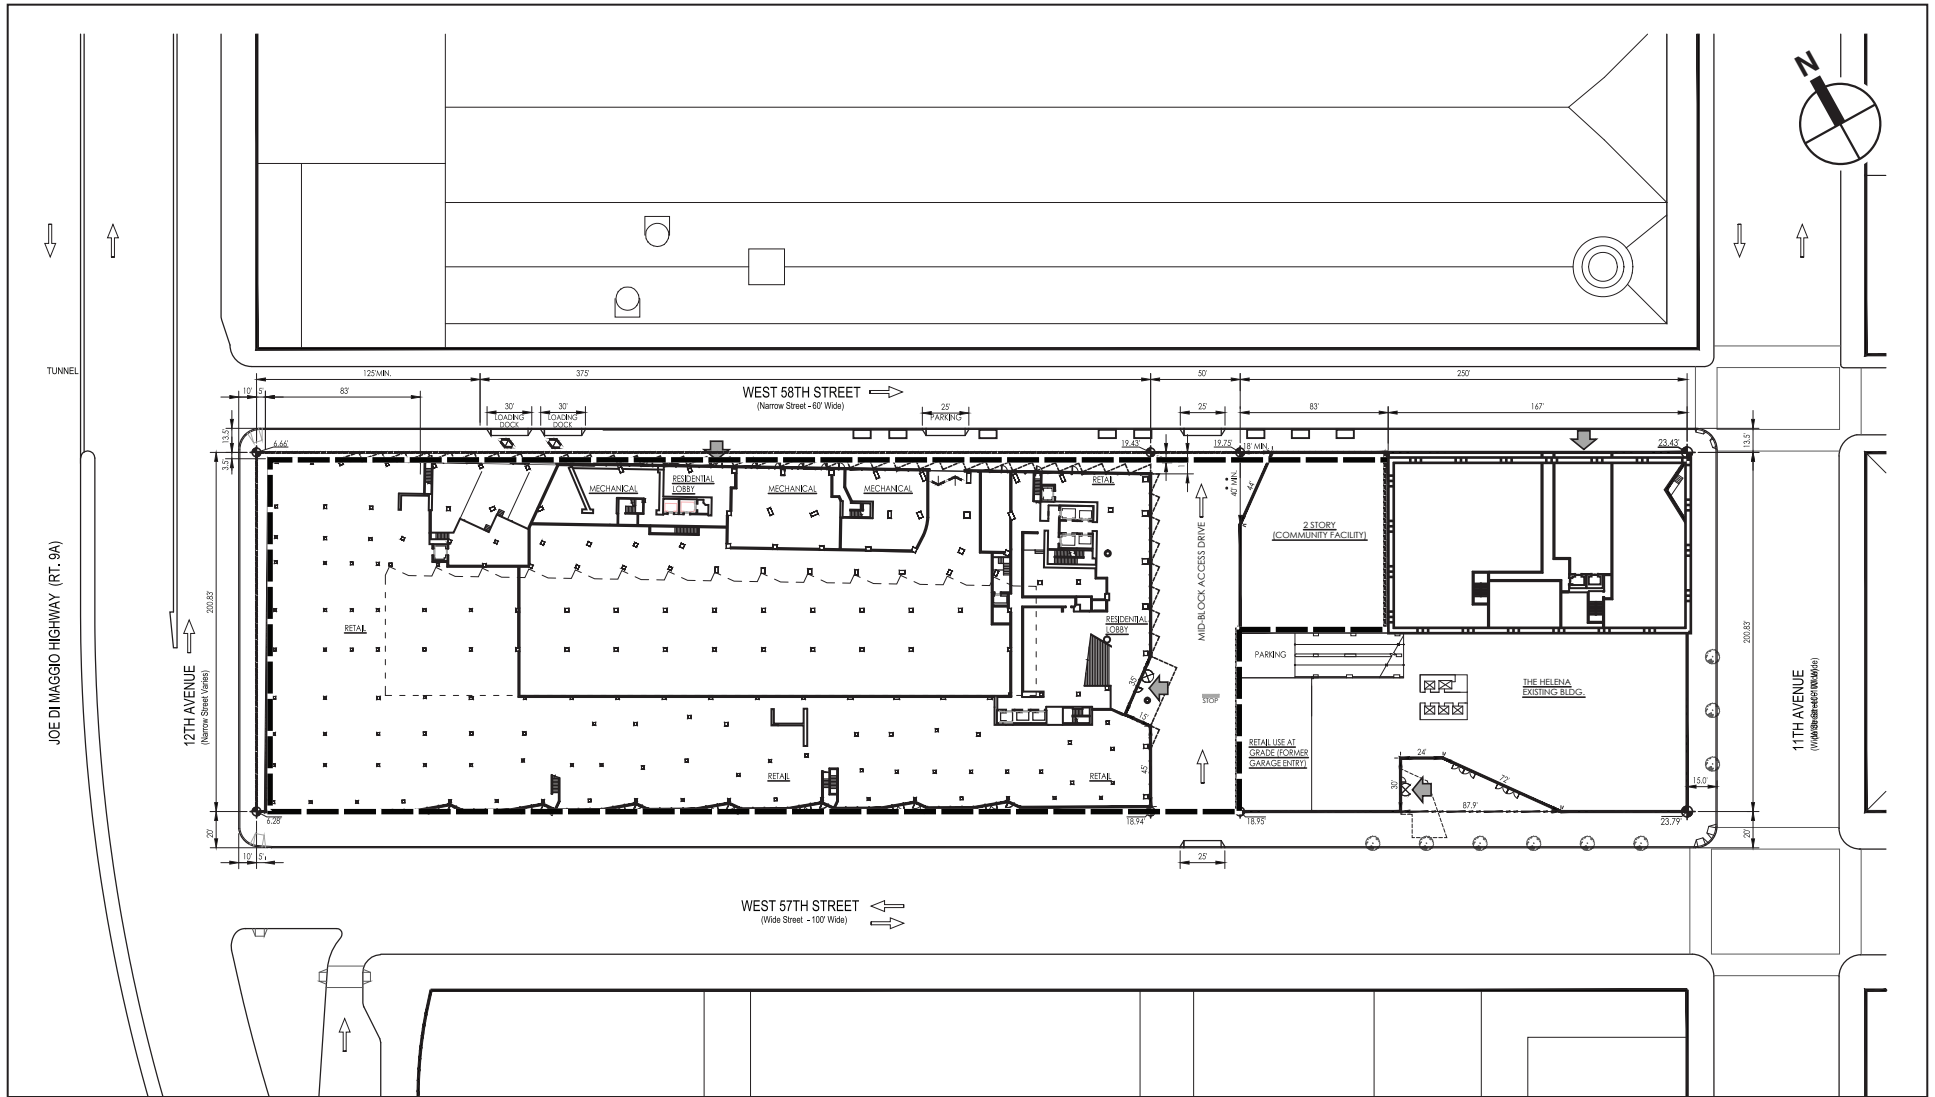 N
TUNNEL
125'MIN.
375'
50'
250'
10'
5'
83'
WEST 58TH STREET
(Narrow Street - 60' Wide)
30'
LOADING
DOCK
30'
LOADING
DOCK
25'
PARKING
25'
83'
167'
13.5'
3.5'
6.66'
19.43'
19.75'
18' MIN.
23.43'
13.5'
MECHANICAL
RESIDENTIAL
LOBBY
MECHANICAL
MECHANICAL
RETAIL
40' MIN.
44'
2 STORY
(COMMUNITY FACILITY)
MID-BLOCK ACCESS DRIVE
JOE DI MAGGIO HIGHWAY (RT. 9A)
12TH AVENUE
(Narrow Street Varies)
200.83'
RETAIL
RESIDENTIAL
LOBBY
35'
15'
45'
STOP
PARKING
THE HELENA
EXISTING BLDG.
RETAIL USE AT
GRADE (FORMER
GARAGE ENTRY)
200.83'
11TH AVENUE
RETAIL
RETAIL
24'
30'
72'
87.9'
15.0'
6.28'
18.94'
18.95'
23.79'
20'
20'
10'
5'
25'
WEST 57TH STREET
(Wide Street - 100' Wide)